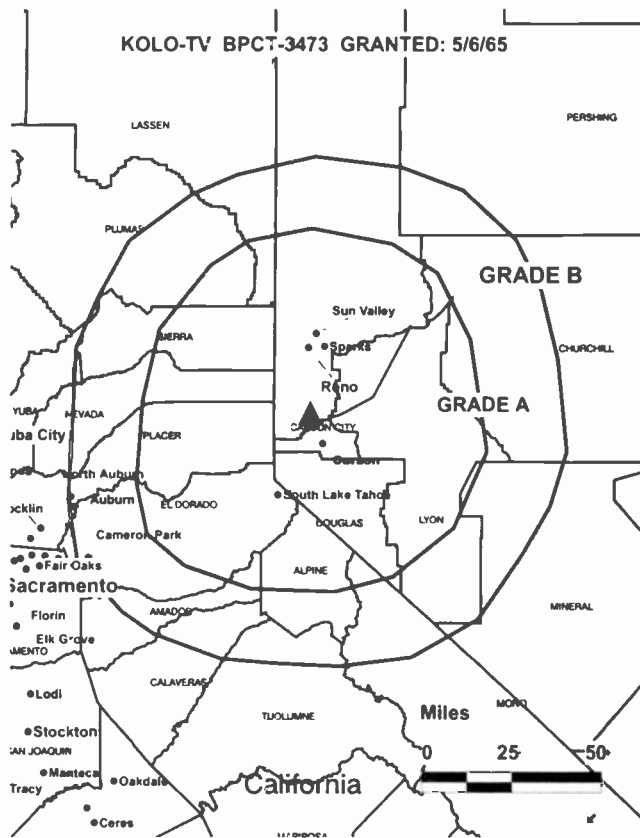 KOLO-TV BPCT-3473 GRANTED: 5/6/65
LASSEN
PERSHING
PLUMAS
GRADE B
Sun Valley
SIERRA
Sparks
CHURCHILL
Reno
GRADE A
YUBA
NEVADA
PLACER
CARSON CITY
uba City
Carson
North Auburn
Auburn
EL DORADO
South Lake Tahoe
ocklin
DOUGLAS
LYON
Cameron Park
Fair Oaks
ALPINE
Sacramento
AMADOR
MINERAL
Florin
Elk Grove
AMENTO
CALAVERAS
Lodi
MONO
TUOLUMNE
Miles
Stockton
SAN JOAQUIN
0 25 50
Manteca
Tracy
Oakdale
California
Ceres
MARIPOSA